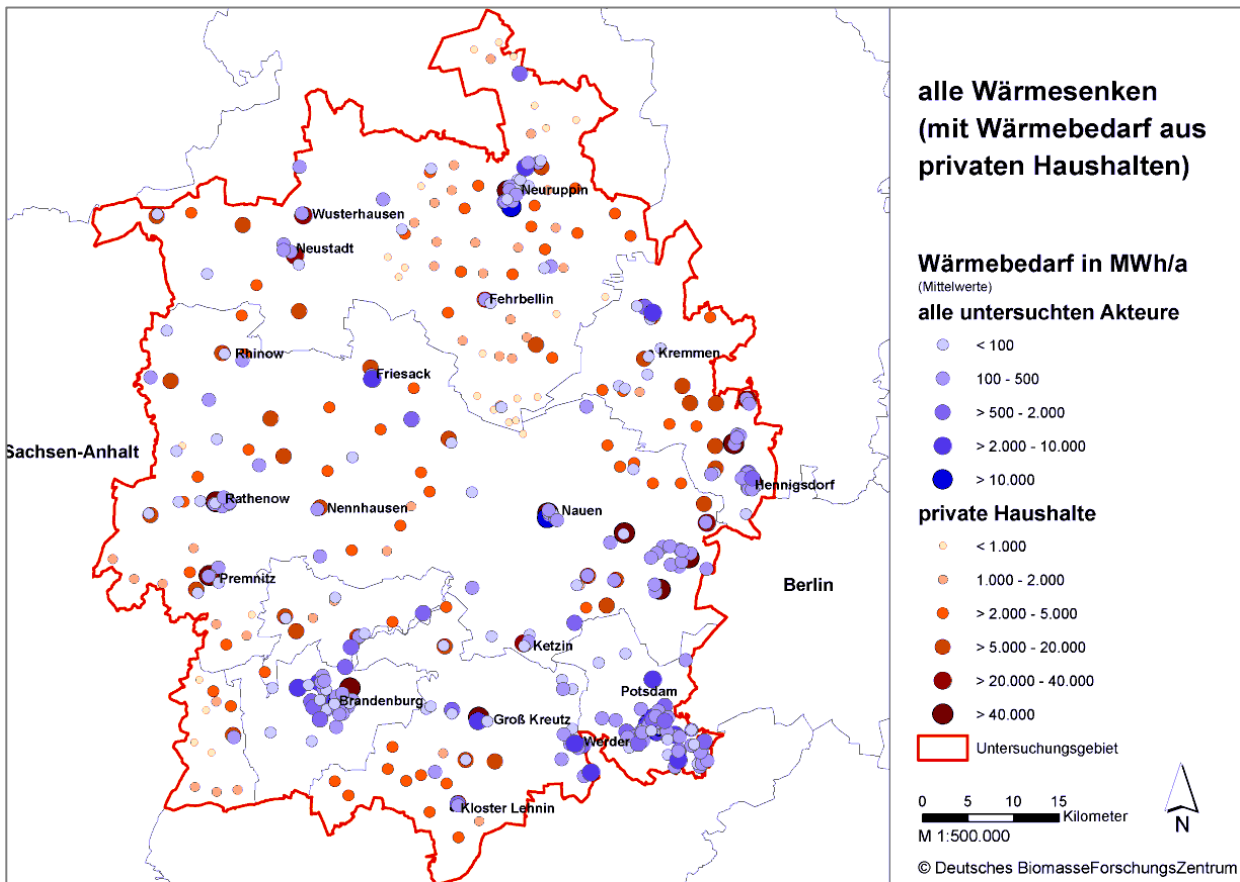 alle Wärmesenken
(mit Wärmebedarf aus
privaten Haushalten)
Wärmebedarf in MWh/a
(Mittelwerte)
alle untersuchten Akteure
< 100
100 - 500
> 500 - 2.000
> 2.000 - 10.000
> 10.000
private Haushalte
< 1.000
1.000 - 2.000
> 2.000 - 5.000
> 5.000 - 20.000
> 20.000 - 40.000
> 40.000
Untersuchungsgebiet
0 5 10 15
Kilometer
M 1:500.000
N
© Deutsches BiomasseForschungsZentrum
Neuruppin
Wusterhausen
Neustadt
Fehrbellin
Rhinow
Kremmen
Friesack
Sachsen-Anhalt
Hennigsdorf
Rathenow
Nennhausen
Nauen
Premnitz
Berlin
Ketzin
Potsdam
Brandenburg
Groß Kreutz
Werder
Kloster Lehnin